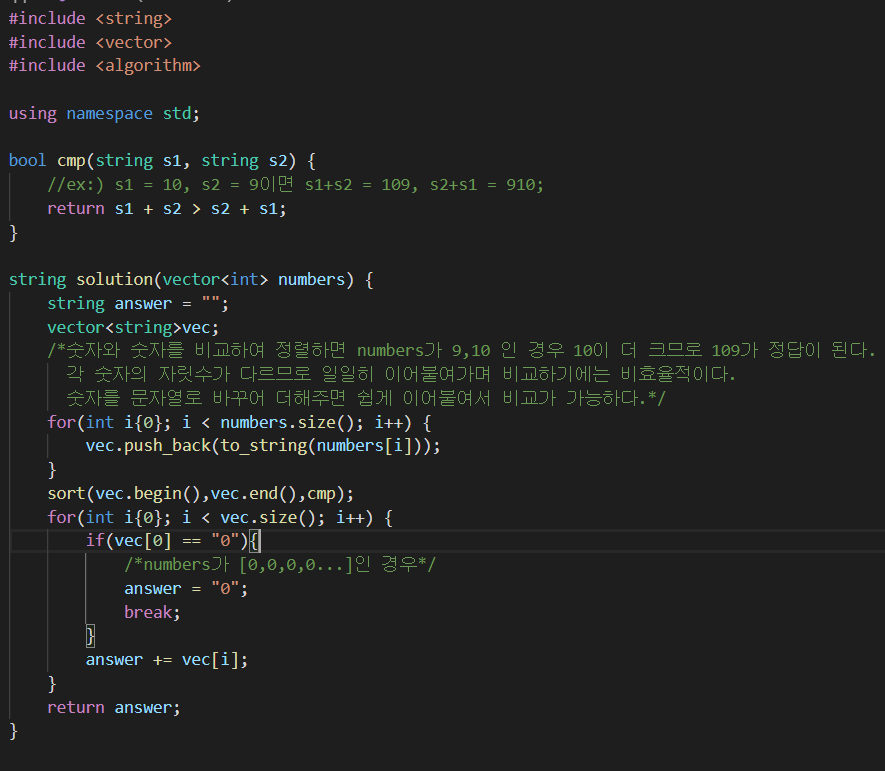 #include <string>
#include <vector>
#include <algorithm>
using namespace std;
bool cmp(string s1, string s2) {
//ex:) s1 = 10, s2 = 9이면 s1+s2 = 109, s2+s1 = 910;
return s1 + s2 > s2 + s1;
}
string solution(vector<int> numbers) {
string answer = "";
vector<string>vec;
/*숫자와 숫자를 비교하여 정렬하면 numbers가 9,10 인 경우 10이 더 크므로 109가 정답이 된다.
각 숫자의 자릿수가 다르므로 일일히 이어붙여가며 비교하기에는 비효율적이다.
숫자를 문자열로 바꾸어 더해주면 쉽게 이어붙여서 비교가 가능하다.*/
for(int i{0}; i < numbers.size(); i++) {
vec.push_back(to_string(numbers[i]));
}
sort(vec.begin(),vec.end(),cmp);
for(int i{0}; i < vec.size(); i++) {
if(vec[0] == "0"){
/*numbers가 [0,0,0,0...]인 경우*/
answer = "0";
break;
}
answer += vec[i];
}
return answer;
}